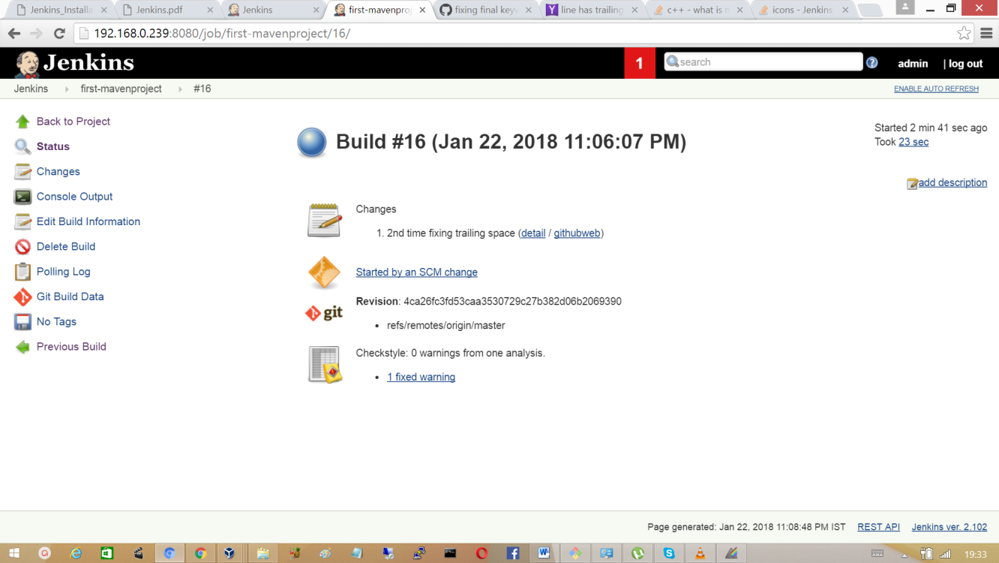 Jenkins_Installa
Jenkins.pdf
Jenkins
first-mavenproj
fixing final keyw
line has trailing
c++ - what is n
icons - Jenkins
192.168.0.239:8080/job/first-mavenproject/16/
Jenkins
1
search
admin
| log out
Jenkins
first-mavenproject
#16
ENABLE AUTO REFRESH
Back to Project
Status
Changes
Console Output
Edit Build Information
Delete Build
Polling Log
Git Build Data
No Tags
Previous Build
Build #16 (Jan 22, 2018 11:06:07 PM)
Started 2 min 41 sec ago
Took 23 sec
add description
Changes
1. 2nd time fixing trailing space (detail / githubweb)
Started by an SCM change
git
Revision: 4ca26fc3fd53caa3530729c27b382d06b2069390
• refs/remotes/origin/master
Checkstyle: 0 warnings from one analysis.
• 1 fixed warning
Page generated: Jan 22, 2018 11:08:48 PM IST
REST API
Jenkins ver. 2.102
19:33